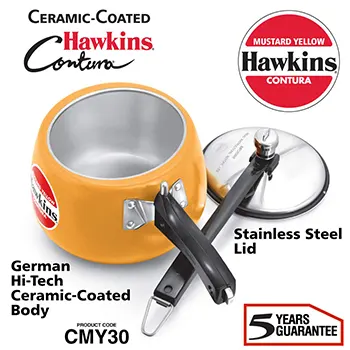 CERAMIC-COATED
Hawkins
Contura
MUSTARD YELLOW
Hawkins
CONTURA
Hawkins
Stainless Steel
Lid
German
Hi-Tech
Ceramic-Coated
Body
PRODUCT CODE
CMY30
5 YEARS
GUARANTEE